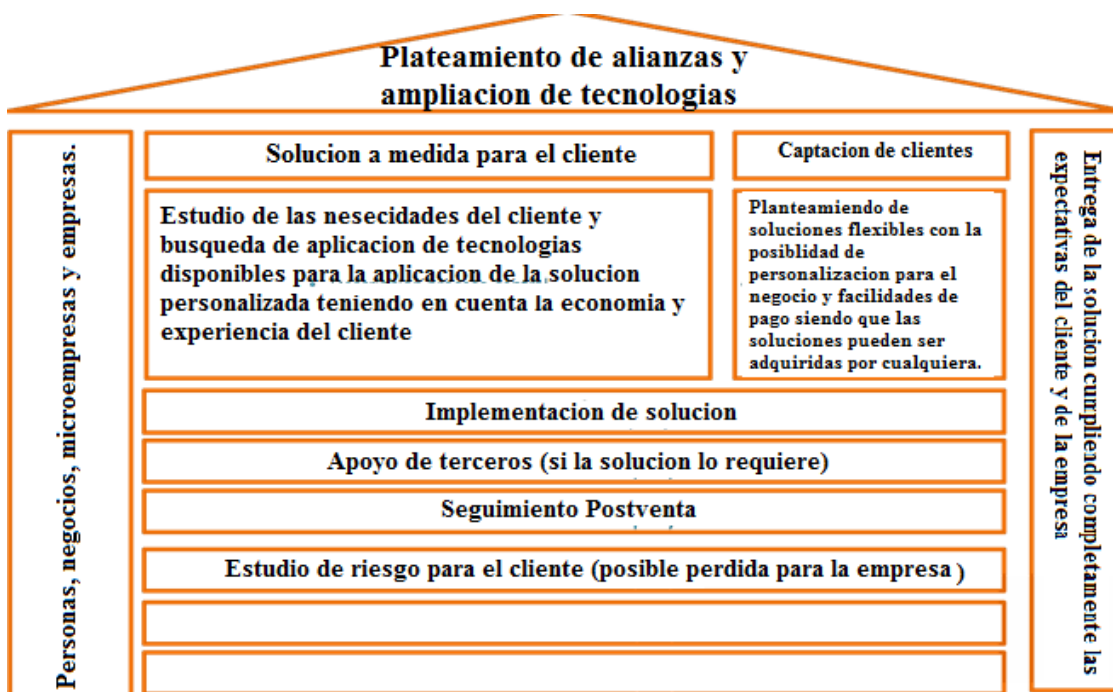 Plateamiento de alianzas y
ampliacion de tecnologias
Personas, negocios, microempresas y empresas.
Solucion a medida para el cliente
Estudio de las nesecidades del cliente y
busqueda de aplicacion de tecnologias
disponibles para la aplicacion de la solucion
personalizada teniendo en cuenta la economia y
experiencia del cliente
Captacion de clientes
Planteamiendo de
soluciones flexibles con la
posiblidad de
personalizacion para el
negocio y facilidades de
pago siendo que las
soluciones pueden ser
adquiridas por cualquiera.
Implementacion de solucion
Apoyo de terceros (si la solucion lo requiere)
Seguimiento Postventa
Estudio de riesgo para el cliente (posible perdida para la empresa )
Entrega de la solucion cumpliendo completamente las
expectativas del cliente y de la empresa